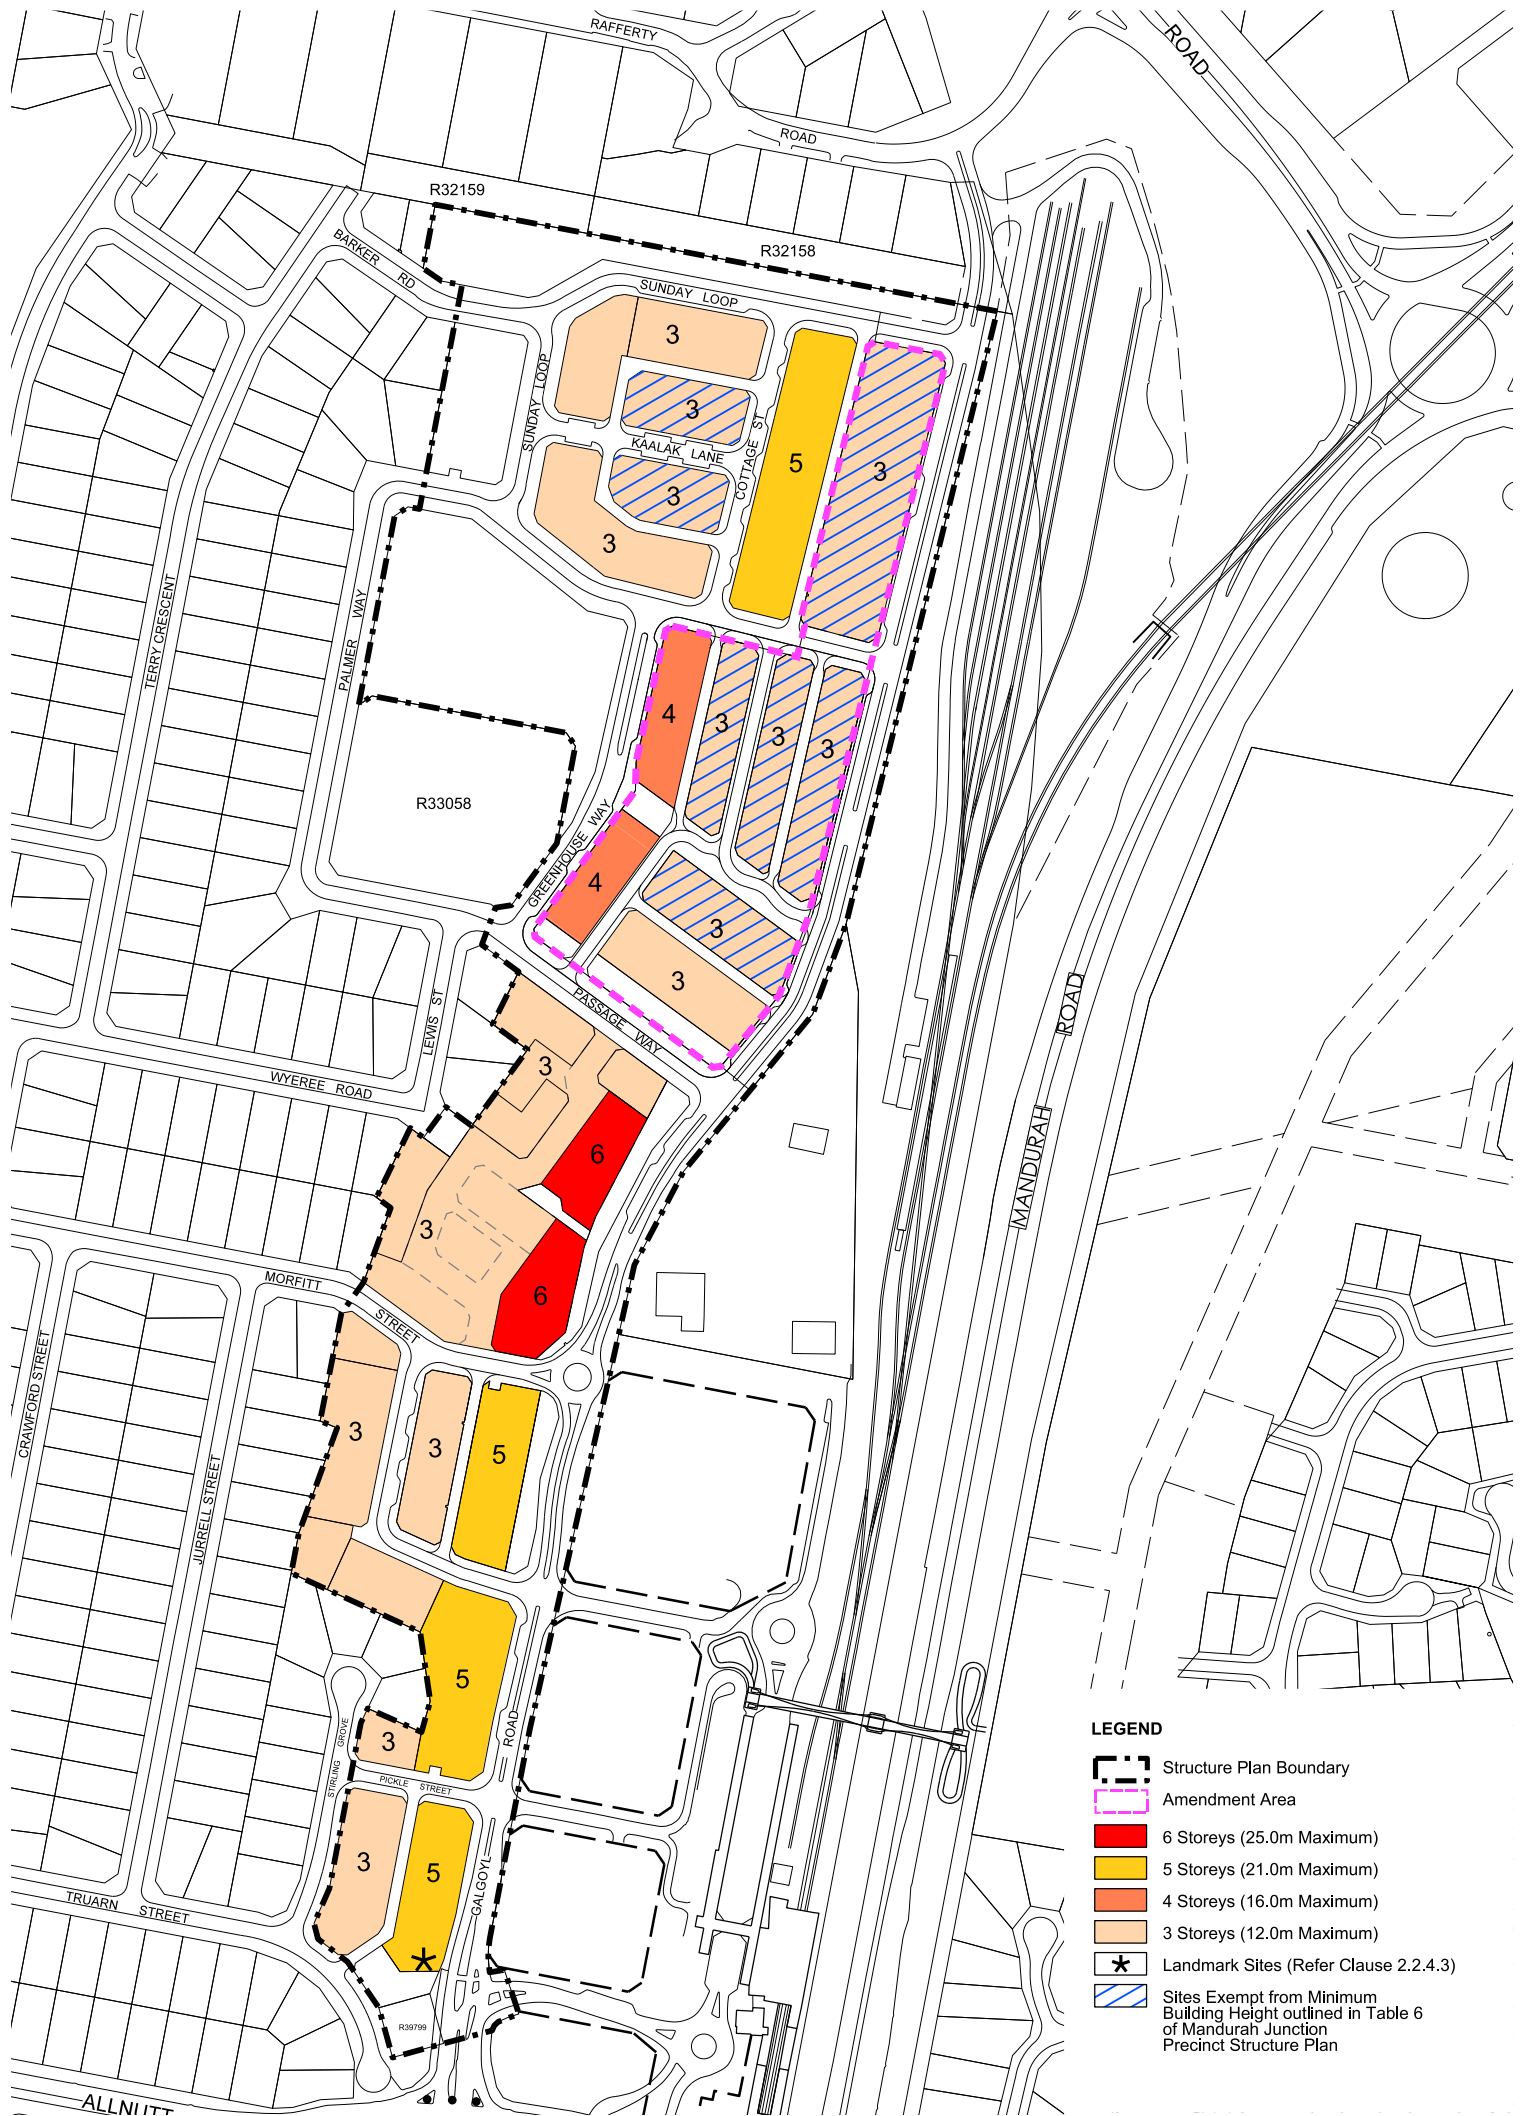 RAFFERTY
ROAD
ROAD
R32159
R32158
BARKER RD
SUNDAY LOOP
3
SUNDAY LOOP
3
KAALAK LANE
COTTAGE ST
5
3
3
3
TERRY CRESCENT
PALMER WAY
4
3
3
3
R33058
GREENHOUSE WAY
4
3
3
PASSAGE WAY
LEWIS ST
WYEREE ROAD
3
6
ROAD
MANDURAH
3
6
MORFITT
STREET
CRAWFORD STREET
JURRELL STREET
3
3
5
5
ROAD
3
STIRLING GROVE
PICKLE STREET
3
5
GALGOYL
TRUARN STREET
R39799
ALLNUTT
LEGEND
Structure Plan Boundary
Amendment Area
6 Storeys (25.0m Maximum)
5 Storeys (21.0m Maximum)
4 Storeys (16.0m Maximum)
3 Storeys (12.0m Maximum)
Landmark Sites (Refer Clause 2.2.4.3)
Sites Exempt from Minimum
Building Height outlined in Table 6
of Mandurah Junction
Precinct Structure Plan